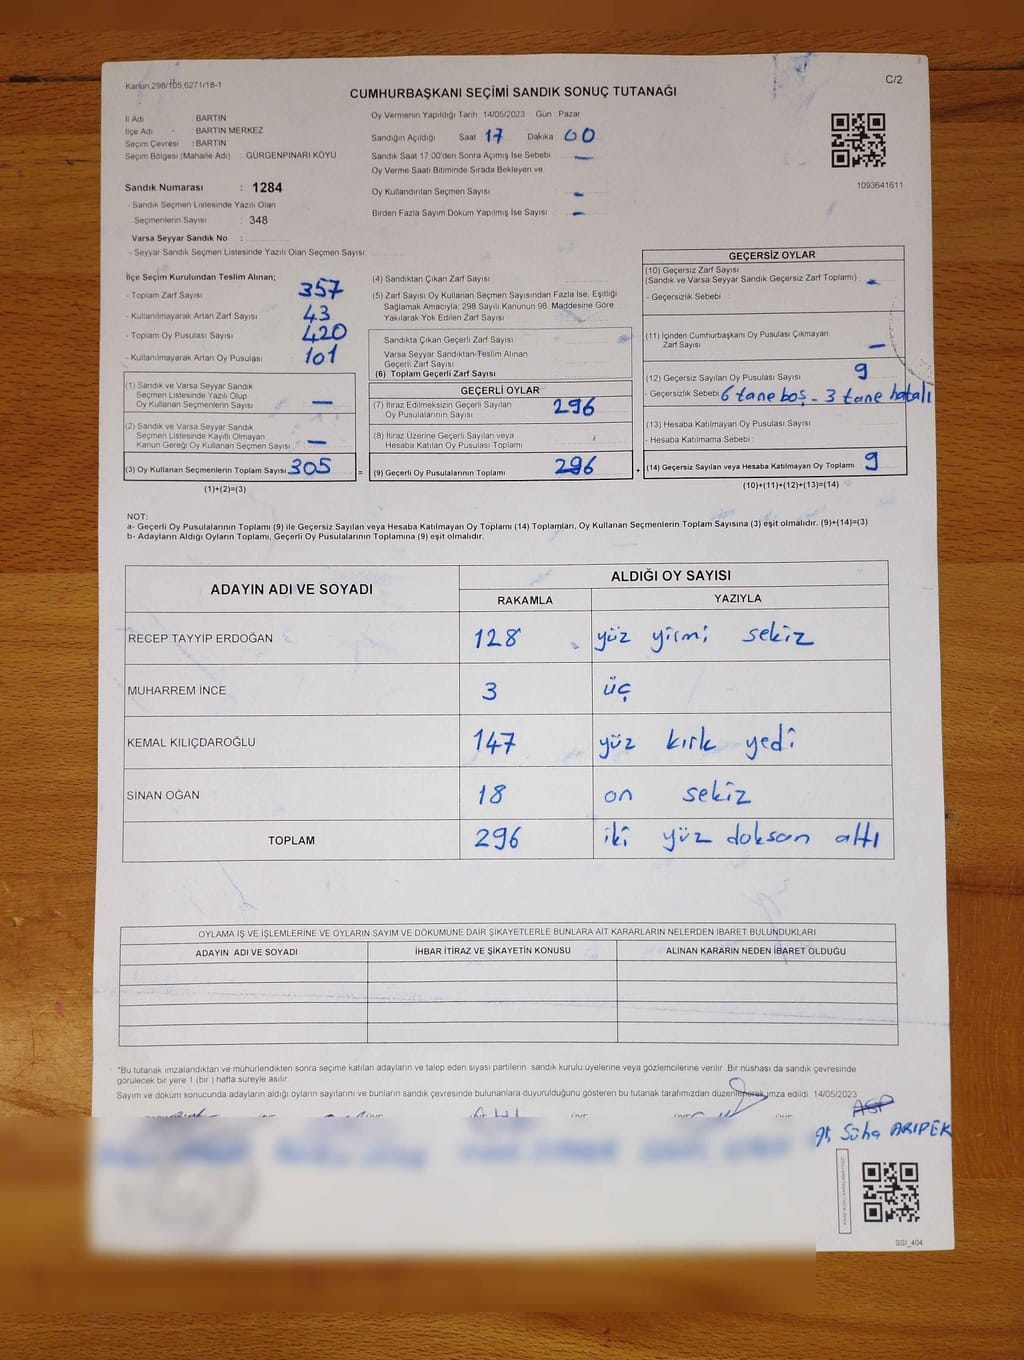 Kanun:298/105:6271/18-1
C/2
CUMHURBAŞKANI SEÇİMİ SANDIK SONUÇ TUTANAĞI
İl Adı : BARTIN
İlçe Adı : BARTIN MERKEZ
Seçim Çevresi : BARTIN
Seçim Bölgesi (Mahalle Adı) : GÜRGENPINARI KÖYÜ
Sandık Numarası : 1284
- Sandık Seçmen Listesinde Yazılı Olan
Seçmenlerin Sayısı : 348
Varsa Seyyar Sandık No :
- Seyyar Sandık Seçmen Listesinde Yazılı Olan Seçmen Sayısı:
Oy Vermenin Yapıldığı Tarih 14/05/2023 Gün : Pazar
Sandığın Açıldığı Saat 17 Dakika 00
Sandık Saat 17.00'den Sonra Açımış İse Sebebi —
Oy Verme Saati Bitiminde Sırada Bekleyen ve
Oy Kullandırılan Seçmen Sayısı -
Birden Fazla Sayım Döküm Yapılmış İse Sayısı -
1093641611
İlçe Seçim Kurulundan Teslim Alınan;
- Toplam Zarf Sayısı 357
- Kullanılmayarak Artan Zarf Sayısı 43
- Toplam Oy Pusulası Sayısı 420
- Kullanılmayarak Artan Oy Pusulası 101
(1) Sandık ve Varsa Seyyar Sandık
Seçmen Listesinde Yazılı Olup
Oy Kullanan Seçmenlerin Sayısı —
(2) Sandık ve Varsa Seyyar Sandık
Seçmen Listesinde Kayıtlı Olmayan
Kanun Gereği Oy Kullanan Seçmen Sayısı —
(3) Oy Kullanan Seçmenlerin Toplam Sayısı 305 =
(1)+(2)=(3)
(4) Sandıktan Çıkan Zarf Sayısı
(5) Zarf Sayısı Oy Kullanan Seçmen Sayısından Fazla İse, Eşitliği
Sağlamak Amacıyla; 298 Sayılı Kanunun 98. Maddesine Göre
Yakılarak Yok Edilen Zarf Sayısı
Sandıkta Çıkan Geçerli Zarf Sayısı
Varsa Seyyar Sandıktan Teslim Alınan
Geçerli Zarf Sayısı
(6) Toplam Geçerli Zarf Sayısı
GEÇERLİ OYLAR
(7) İtiraz Edilmeksizin Geçerli Sayılan
Oy Pusulalarının Sayısı 296
(8) İtiraz Üzerine Geçerli Sayılan veya
Hesaba Katılan Oy Pusulası Toplamı
(9) Geçerli Oy Pusulalarının Toplamı 296 +
GEÇERSİZ OYLAR
(10) Geçersiz Zarf Sayısı
(Sandık ve Varsa Seyyar Sandık Geçersiz Zarf Toplamı) : -
- Geçersizlik Sebebi :
(11) İçinden Cumhurbaşkanı Oy Pusulası Çıkmayan
Zarf Sayısı —
(12) Geçersiz Sayılan Oy Pusulası Sayısı 9
- Geçersizlik Sebebi 6 tane boş - 3 tane hatalı
(13) Hesaba Katılmayan Oy Pusulası Sayısı
- Hesaba Katılmama Sebebi :
(14) Geçersiz Sayılan veya Hesaba Katılmayan Oy Toplamı 9
(10)+(11)+(12)+(13)=(14)
NOT:
a- Geçerli Oy Pusulalarının Toplamı (9) ile Geçersiz Sayılan veya Hesaba Katılmayan Oy Toplamı (14) Toplamları, Oy Kullanan Seçmenlerin Toplam Sayısına (3) eşit olmalıdır. (9)+(14)=(3)
b- Adayların Aldığı Oyların Toplamı, Geçerli Oy Pusulalarının Toplamına (9) eşit olmalıdır.
ADAYIN ADI VE SOYADI ALDIĞI OY SAYISI
RAKAMLA YAZIYLA
RECEP TAYYİP ERDOĞAN 128 yüz yirmi sekiz
MUHARREM İNCE 3 üç
KEMAL KILIÇDAROĞLU 147 yüz kırk yedi
SİNAN OĞAN 18 on sekiz
TOPLAM 296 iki yüz doksan altı
OYLAMA İŞ VE İŞLEMLERİNE VE OYLARIN SAYIM VE DÖKÜMÜNE DAİR ŞİKAYETLERLE BUNLARA AİT KARARLARIN NELERDEN İBARET BULUNDUKLARI
ADAYIN ADI VE SOYADI İHBAR İTİRAZ VE ŞİKAYETİN KONUSU ALINAN KARARIN NEDEN İBARET OLDUĞU
*Bu tutanak imzalandıktan ve mühürlendikten sonra seçime katılan adayların ve talep eden siyasi partilerin sandık kurulu üyelerine veya gözlemcilerine verilir. Bir nüshası da sandık çevresinde
görülecek bir yere 1 (bir) hafta süreyle asılır.
Sayım ve döküm sonucunda adayların aldığı oyların sayılarını ve bunların sandık çevresinde bulunanlara duyurulduğunu gösteren bu tutanak tarafımızdan düzenlenerek imza edildi. 14/05/2023
Süha ARIPEK
SSİ_404